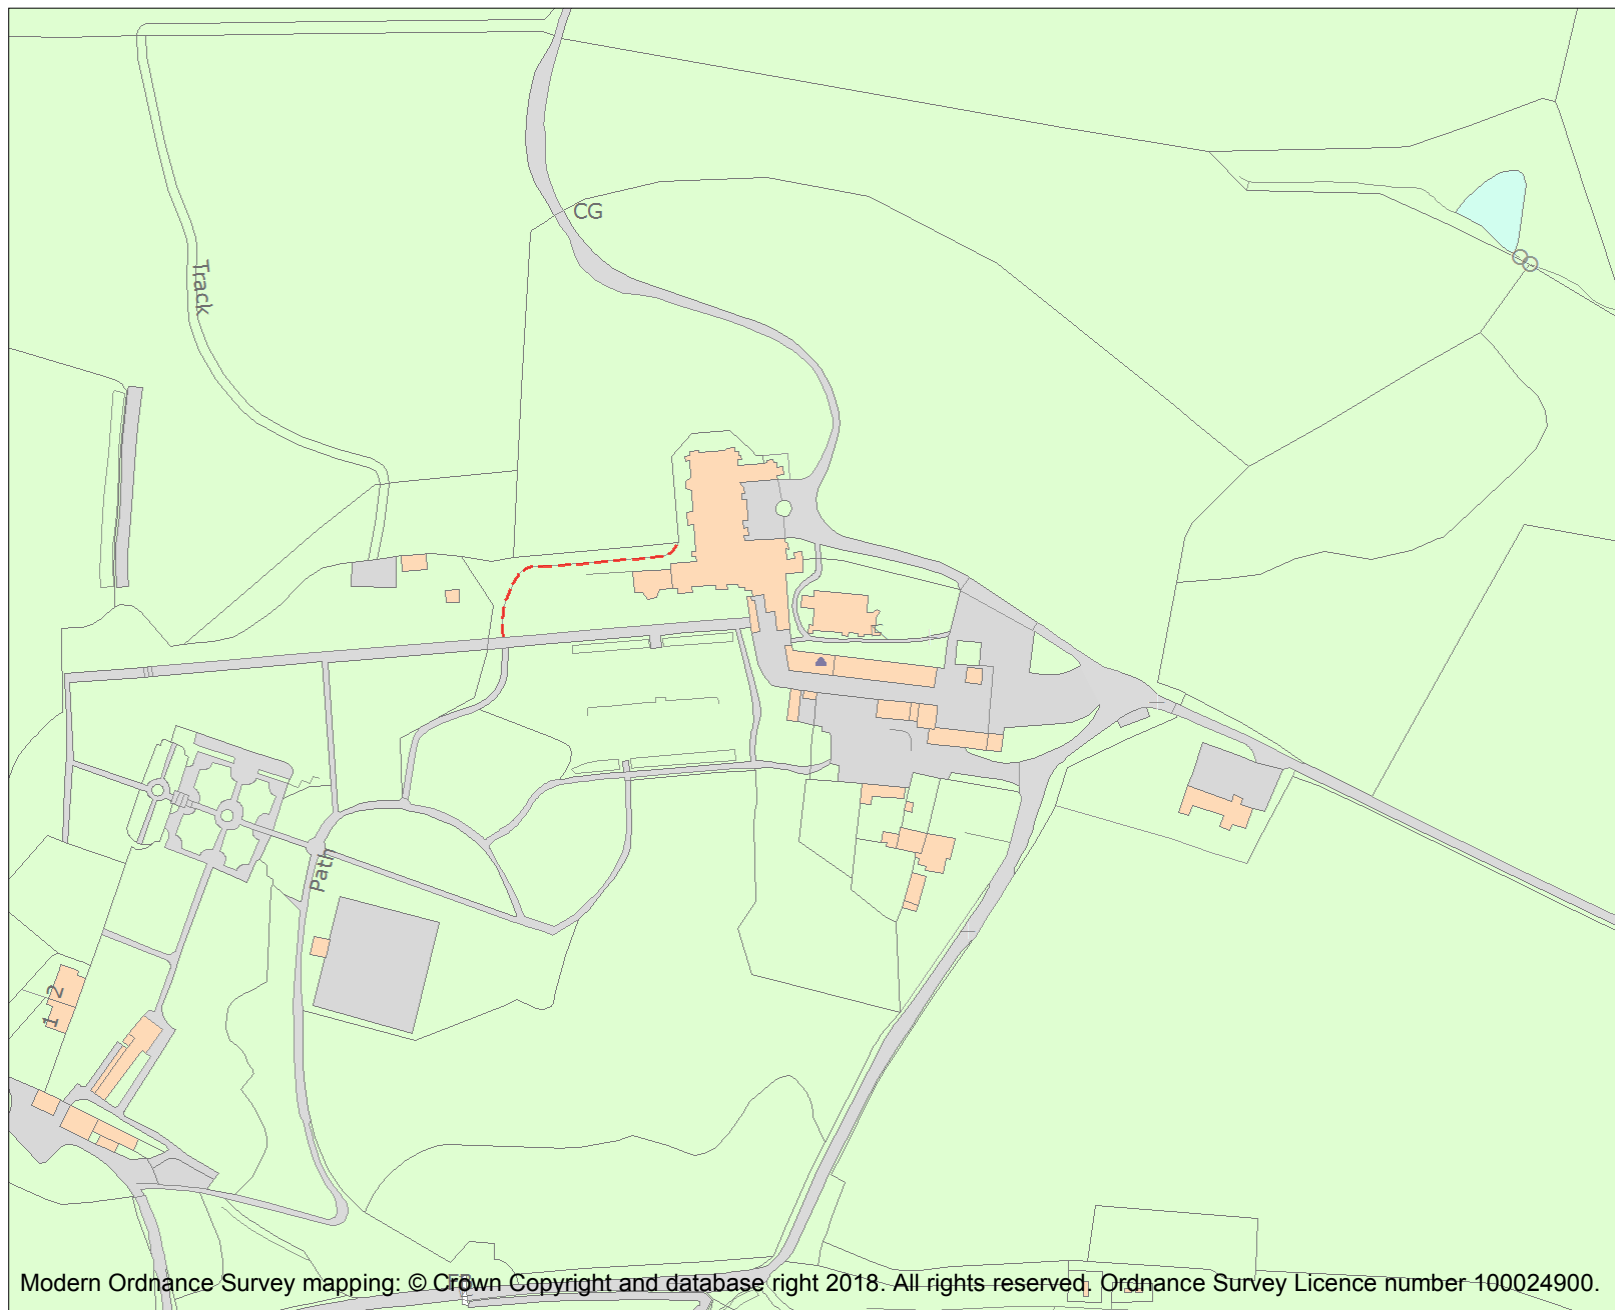 CG
Track
Path
2
1
FB
Modern Ordnance Survey mapping: © Crown Copyright and database right 2018. All rights reserved. Ordnance Survey Licence number 100024900.